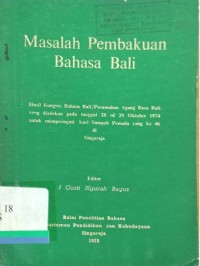 Masalah Pembakuan
Bahasa Bali
Hasil Kongres Bahasa Bali/Pesamuhan Agung Basa Bali
yang diadakan pada tanggal 28 sd 29 Oktober 1974
untuk memperingati hari Sumpah Pemuda yang ke 46
di
Singaraja
Editor
I Gusti Ngurah Bagus
18
Balai Penelitian Bahasa
Departemen Pendidikan dan Kebudayaan
Singaraja
1975